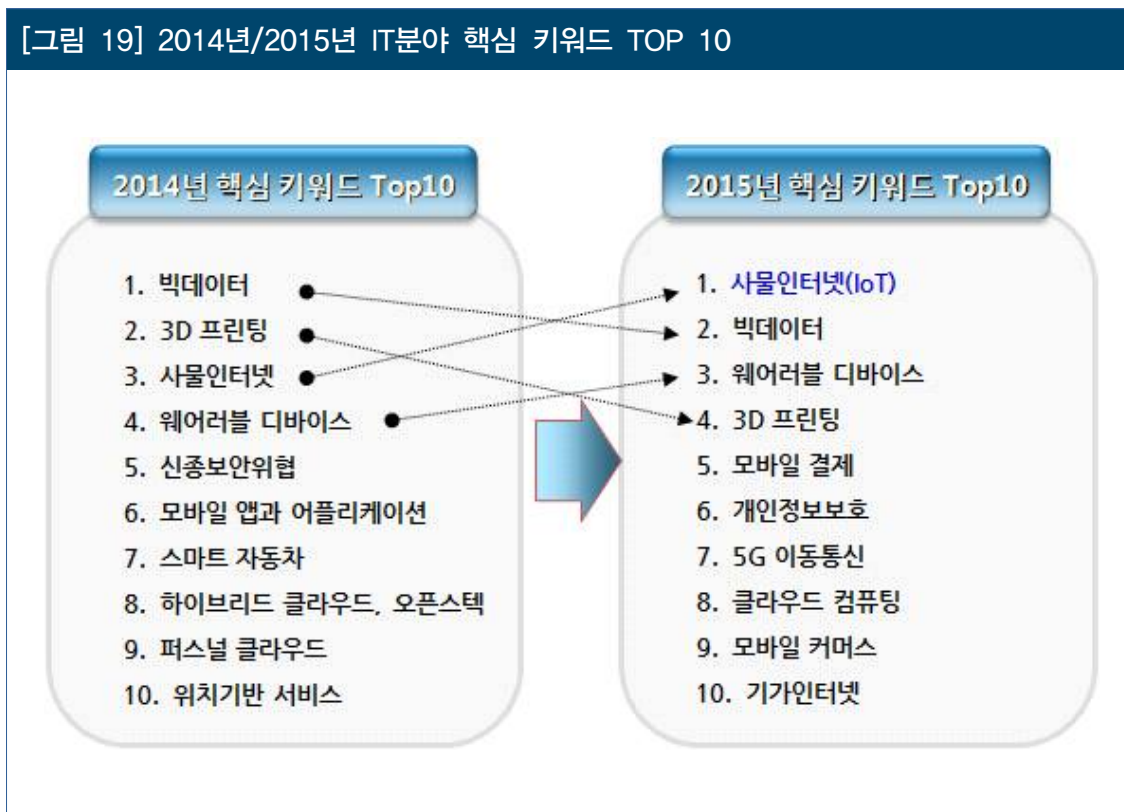 [그림 19] 2014년/2015년 IT분야 핵심 키워드 TOP 10
2014년 핵심 키워드 Top10
1. 빅데이터
2. 3D 프린팅
3. 사물인터넷
4. 웨어러블 디바이스
5. 신종보안위협
6. 모바일 앱과 어플리케이션
7. 스마트 자동차
8. 하이브리드 클라우드, 오픈스텍
9. 퍼스널 클라우드
10. 위치기반 서비스
2015년 핵심 키워드 Top10
1. 사물인터넷(IoT)
2. 빅데이터
3. 웨어러블 디바이스
4. 3D 프린팅
5. 모바일 결제
6. 개인정보보호
7. 5G 이동통신
8. 클라우드 컴퓨팅
9. 모바일 커머스
10. 기가인터넷